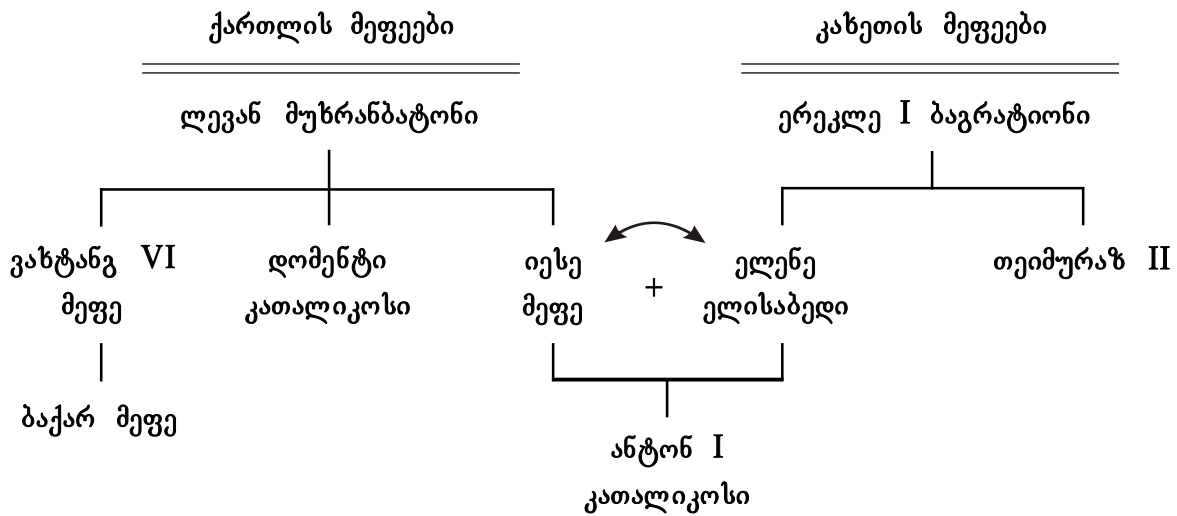 ქართლის მეფეები
კახეთის მეფეები
ლევან მუხრანბატონი
ერეკლე I ბაგრატიონი
ვახტანგ VI
მეფე
დომენტი
კათალიკოსი
იესე
მეფე
+
ელენე
ელისაბედი
თეიმურაზ II
ბაქარ მეფე
ანტონ I
კათალიკოსი